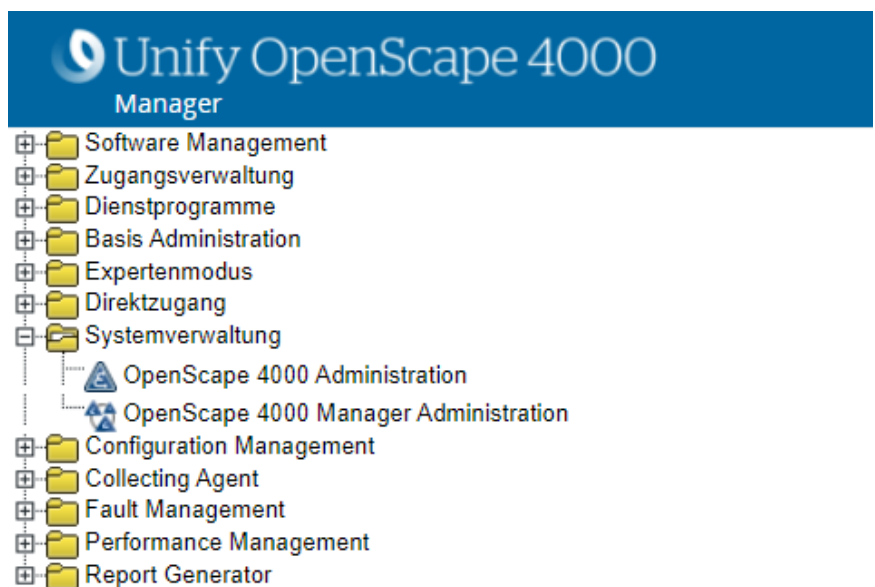 Unify OpenScape 4000
Manager
Software Management
Zugangsverwaltung
Dienstprogramme
Basis Administration
Expertenmodus
Direktzugang
Systemverwaltung
OpenScape 4000 Administration
OpenScape 4000 Manager Administration
Configuration Management
Collecting Agent
Fault Management
Performance Management
Report Generator